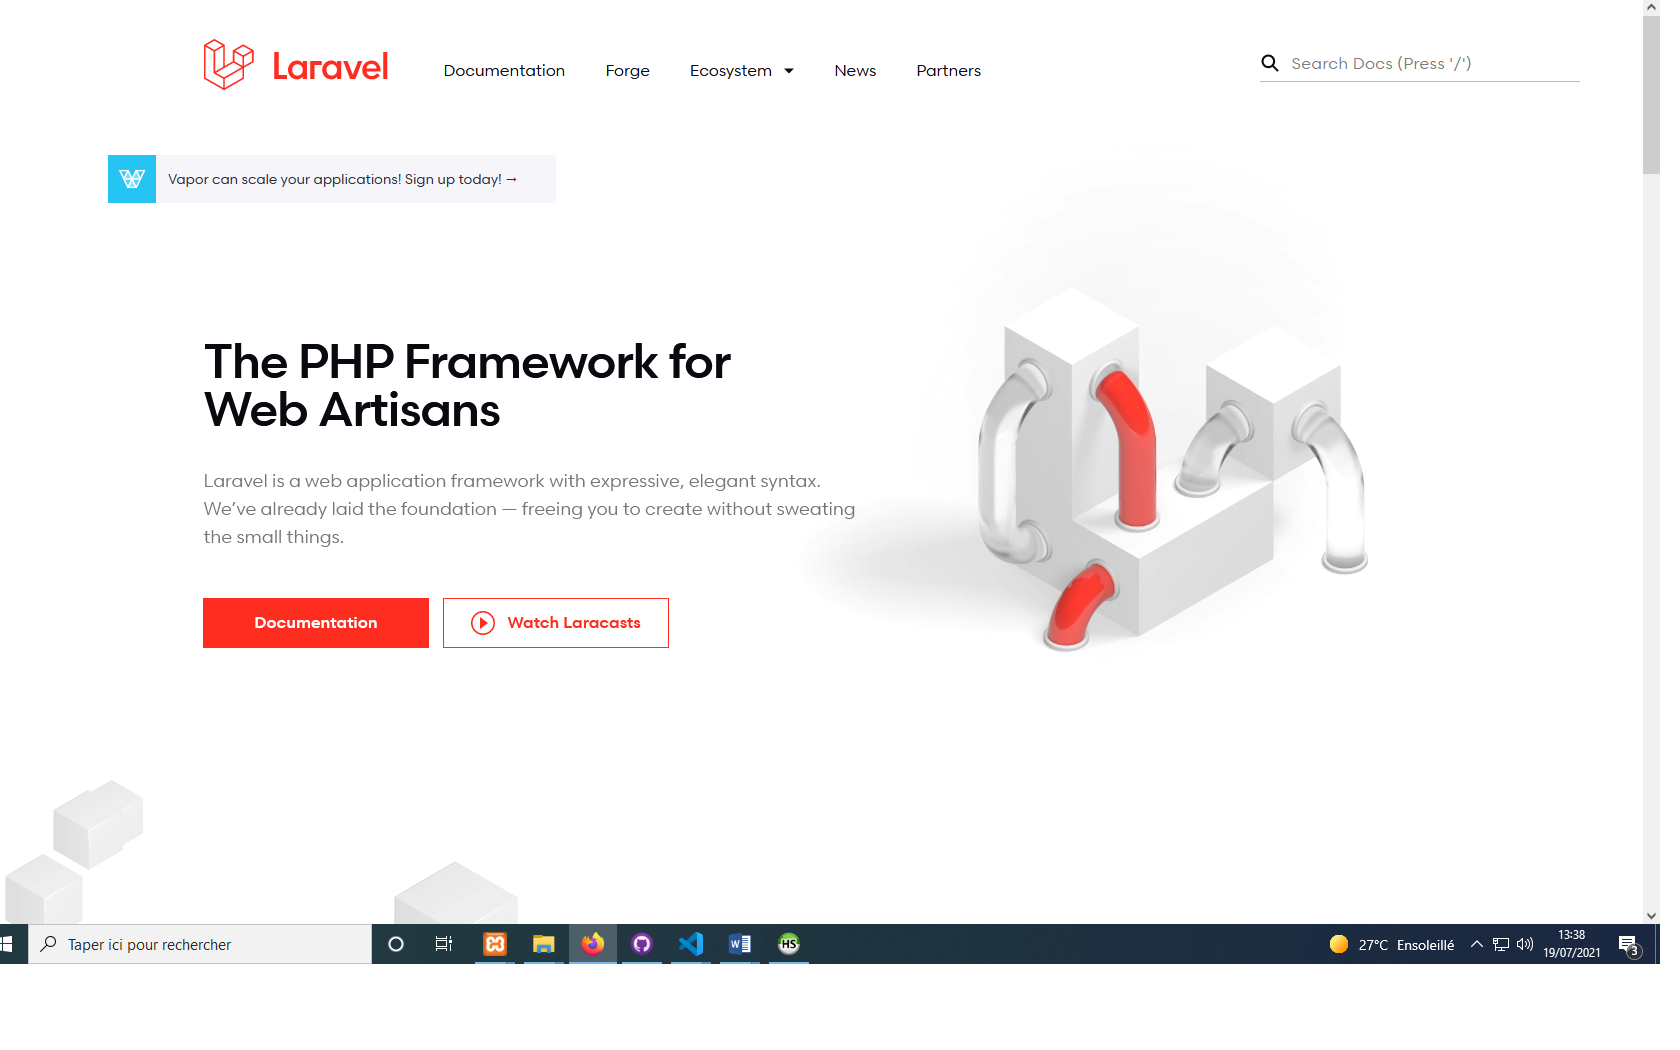 Laravel
Documentation Forge Ecosystem News Partners
Search Docs (Press '/')
Vapor can scale your applications! Sign up today! →
The PHP Framework for
Web Artisans
Laravel is a web application framework with expressive, elegant syntax.
We’ve already laid the foundation — freeing you to create without sweating
the small things.
Documentation
Watch Laracasts
Taper ici pour rechercher
W
HS
27°C Ensoleillé
13:38
19/07/2021
3